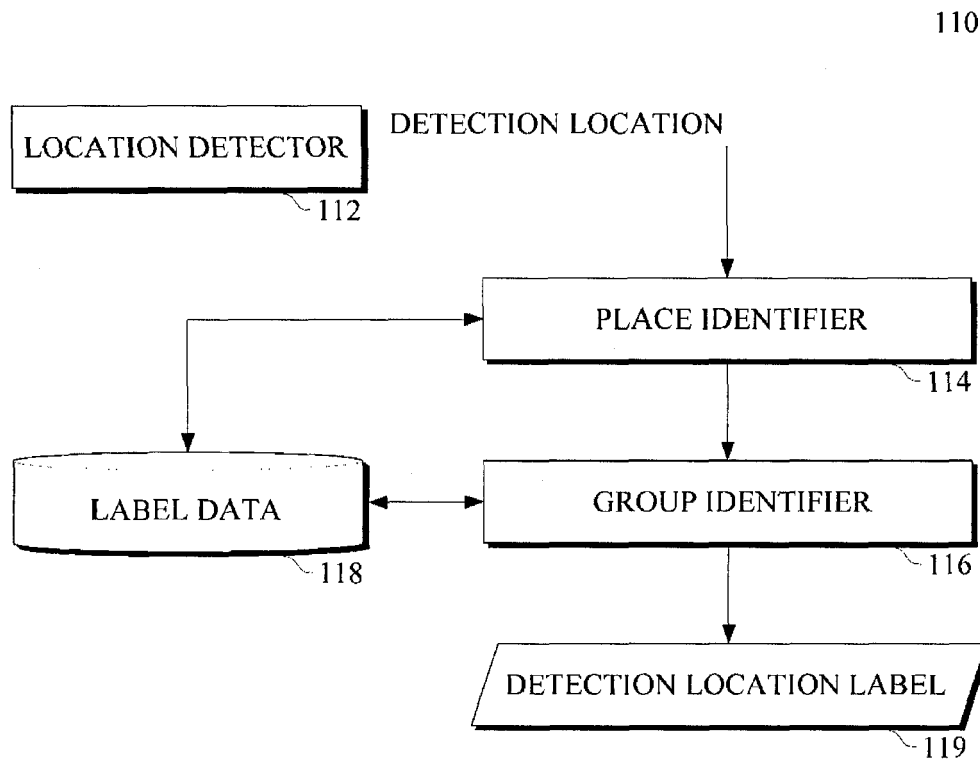 110
LOCATION DETECTOR
112
DETECTION LOCATION
PLACE IDENTIFIER
114
LABEL DATA
118
GROUP IDENTIFIER
116
DETECTION LOCATION LABEL
119